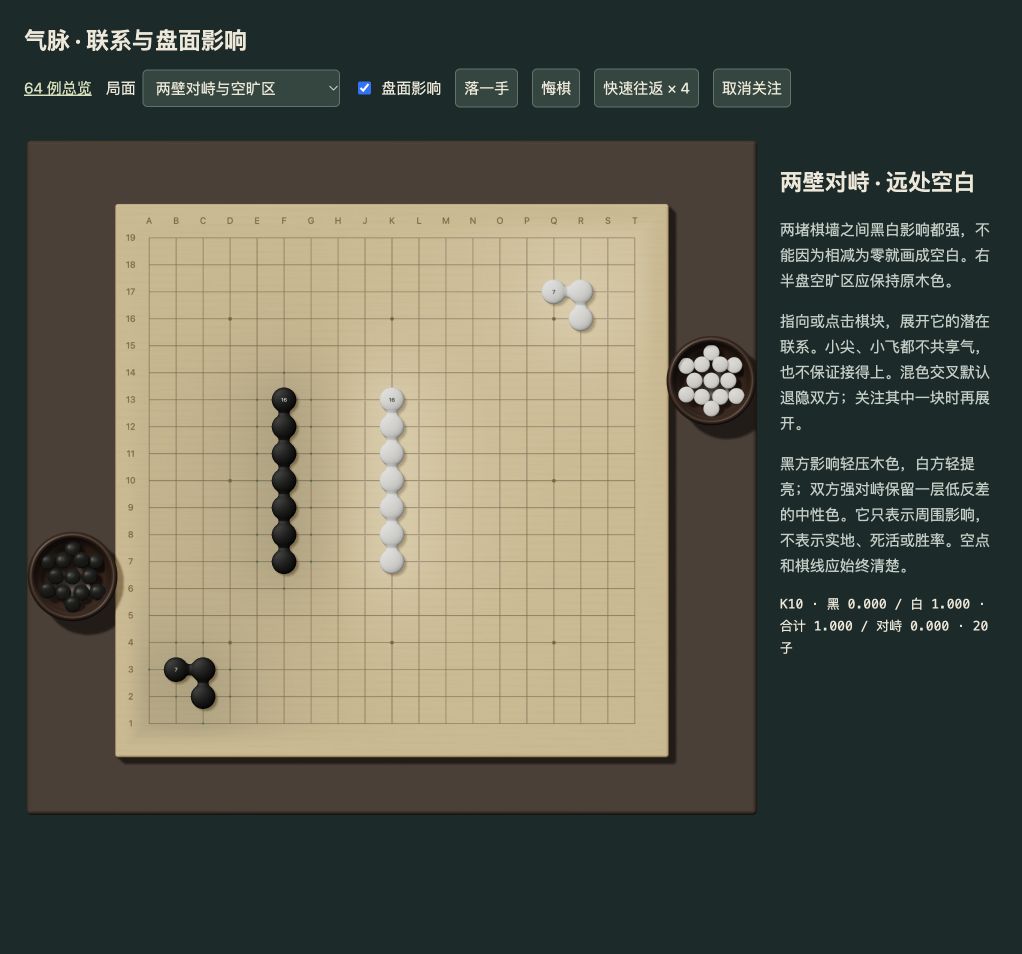 气脉 · 联系与盘面影响
64 例总览 局面 两壁对峙与空旷区 盘面影响 落一手 悔棋 快速往返 × 4 取消关注
两壁对峙 · 远处空白
两堵棋墙之间黑白影响都强，不
能因为相减为零就画成空白。右
半盘空旷区应保持原木色。
指向或点击棋块，展开它的潜在
联系。小尖、小飞都不共享气，
也不保证接得上。混色交叉默认
退隐双方；关注其中一块时再展
开。
黑方影响轻压木色，白方轻提
亮；双方强对峙保留一层低反差
的中性色。它只表示周围影响，
不表示实地、死活或胜率。空点
和棋线应始终清楚。
K10 · 黑 0.000 / 白 1.000 ·
合计 1.000 / 对峙 0.000 · 20
子
A B C D E F G H J K L M N O P Q R S T
19
18
17 7
16
15
14
13 16 16
12
11
10
9
8
7
6
5
4
3 7
2
1